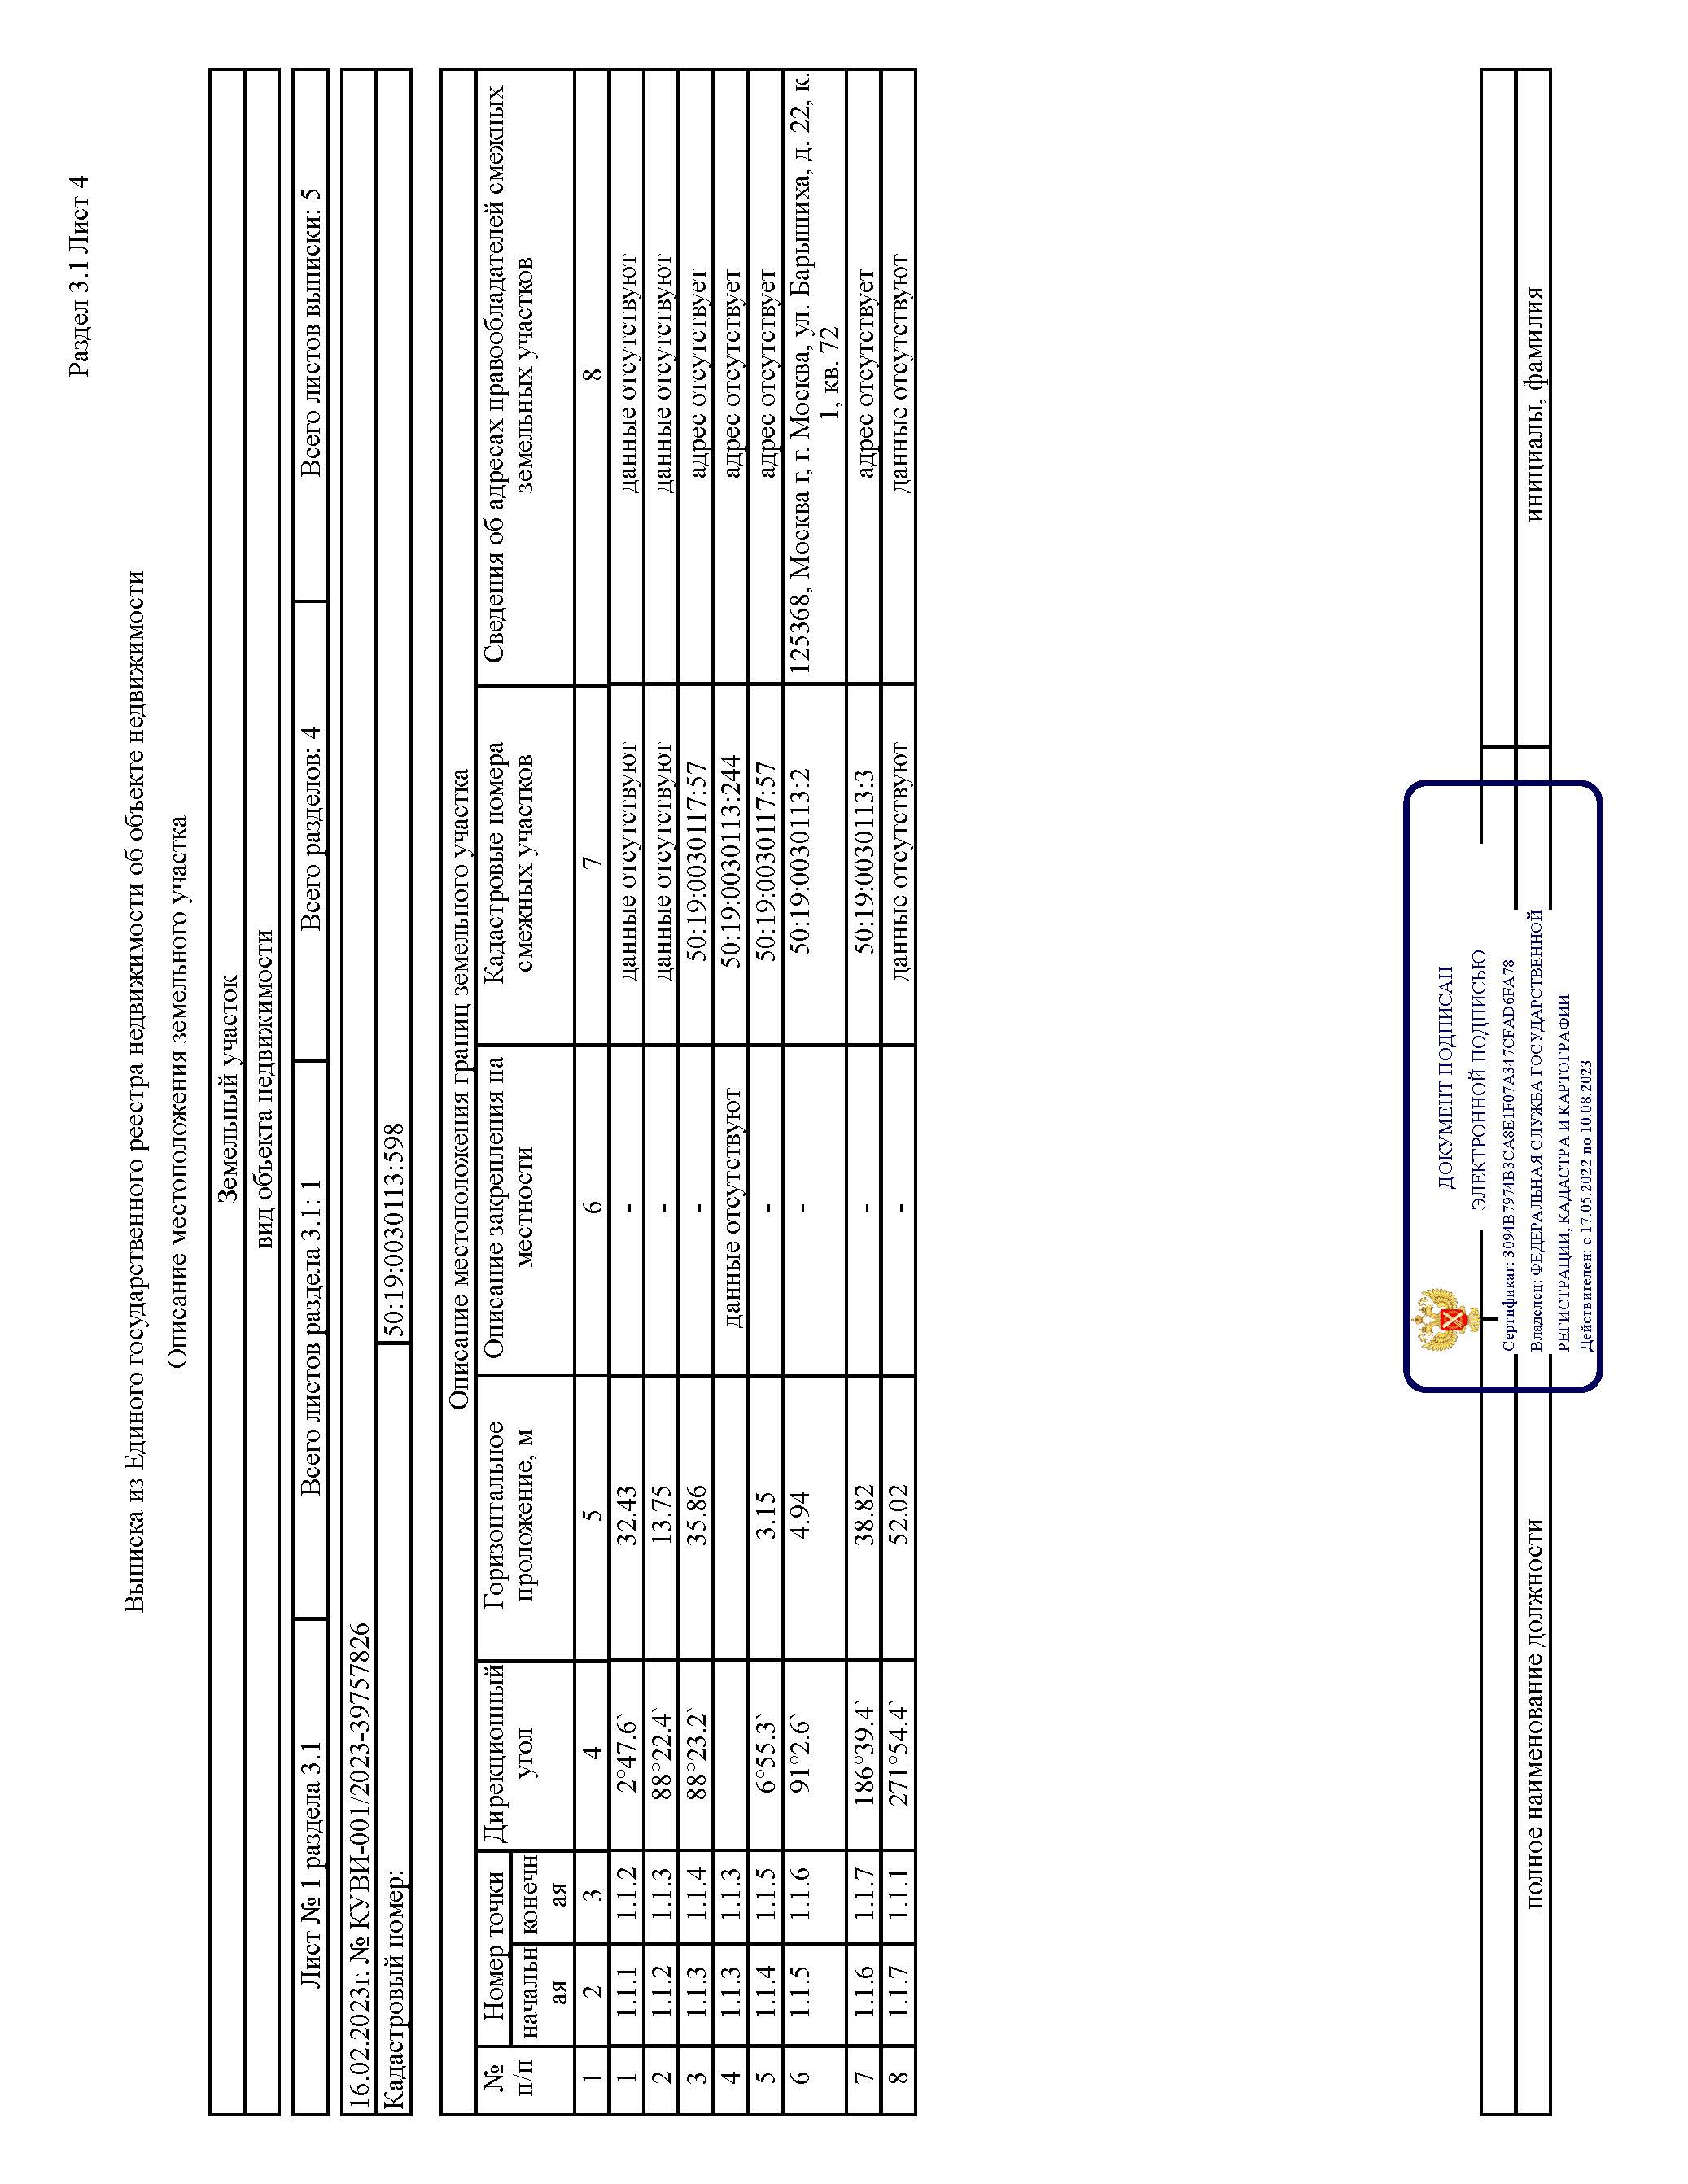 Раздел 3.1 Лист 4
Выписка из Единого государственного реестра недвижимости об объекте недвижимости
Описание местоположения земельного участка
Земельный участок
вид объекта недвижимости
Лист № 1 раздела 3.1 Всего листов раздела 3.1: 1 Всего разделов: 4 Всего листов выписки: 5
16.02.2023г. № КУВИ-001/2023-39757826
Кадастровый номер: 50:19:0030113:598
Описание местоположения границ земельного участка
№ Номер точки Дирекционный Горизонтальное Описание закрепления на Кадастровые номера Сведения об адресах правообладателей смежных
п/п начальн конечн угол проложение, м местности смежных участков земельных участков
ая ая
1 2 3 4 5 6 7 8
1 1.1.1 1.1.2 2°47.6` 32.43 - данные отсутствуют данные отсутствуют
2 1.1.2 1.1.3 88°22.4` 13.75 - данные отсутствуют данные отсутствуют
3 1.1.3 1.1.4 88°23.2` 35.86 - 50:19:0030117:57 адрес отсутствует
4 1.1.3 1.1.3 данные отсутствуют 50:19:0030113:244 адрес отсутствует
5 1.1.4 1.1.5 6°55.3` 3.15 - 50:19:0030117:57 адрес отсутствует
6 1.1.5 1.1.6 91°2.6` 4.94 - 50:19:0030113:2 125368, Москва г, г. Москва, ул. Барышиха, д. 22, к.
1, кв. 72
7 1.1.6 1.1.7 186°39.4` 38.82 - 50:19:0030113:3 адрес отсутствует
8 1.1.7 1.1.1 271°54.4` 52.02 - данные отсутствуют данные отсутствуют
ДОКУМЕНТ ПОДПИСАН
ЭЛЕКТРОННОЙ ПОДПИСЬЮ
Сертификат: 3094B7974B3CA8E1F07A347CFAD6FA78
Владелец: ФЕДЕРАЛЬНАЯ СЛУЖБА ГОСУДАРСТВЕННОЙ
РЕГИСТРАЦИИ, КАДАСТРА И КАРТОГРАФИИ
Действителен: с 17.05.2022 по 10.08.2023
полное наименование должности инициалы, фамилия